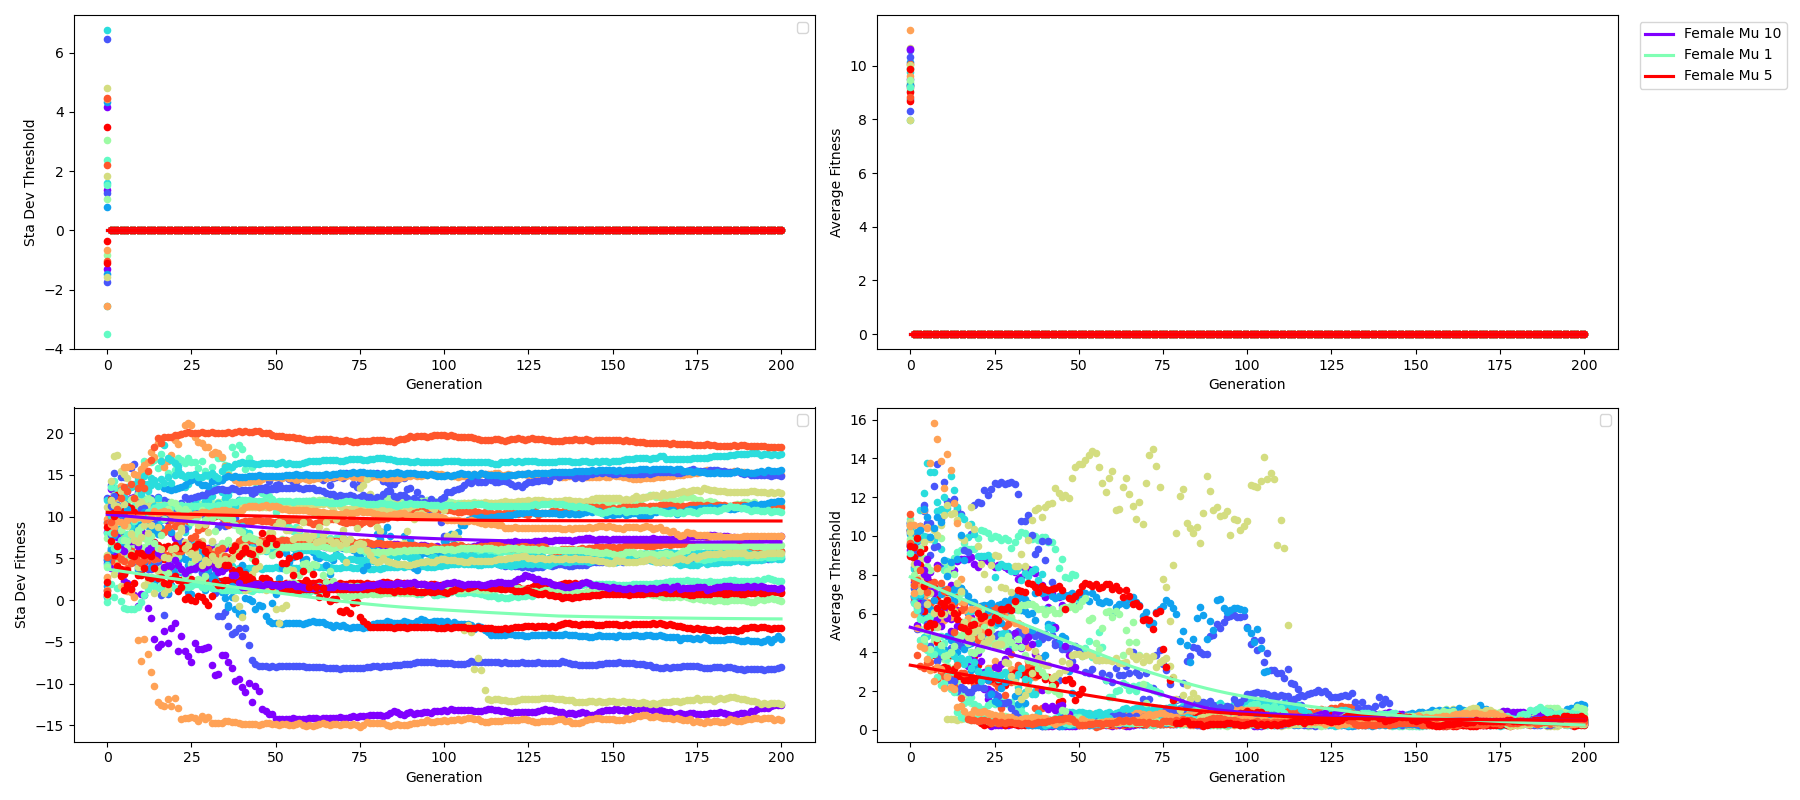 Sta Dev Threshold
6
4
2
0
−2
−4
0 25 50 75 100 125 150 175 200
Generation
Average Fitness
10
8
6
4
2
0
0 25 50 75 100 125 150 175 200
Generation
Female Mu 10
Female Mu 1
Female Mu 5
Sta Dev Fitness
20
15
10
5
0
−5
−10
−15
0 25 50 75 100 125 150 175 200
Generation
Average Threshold
16
14
12
10
8
6
4
2
0
0 25 50 75 100 125 150 175 200
Generation